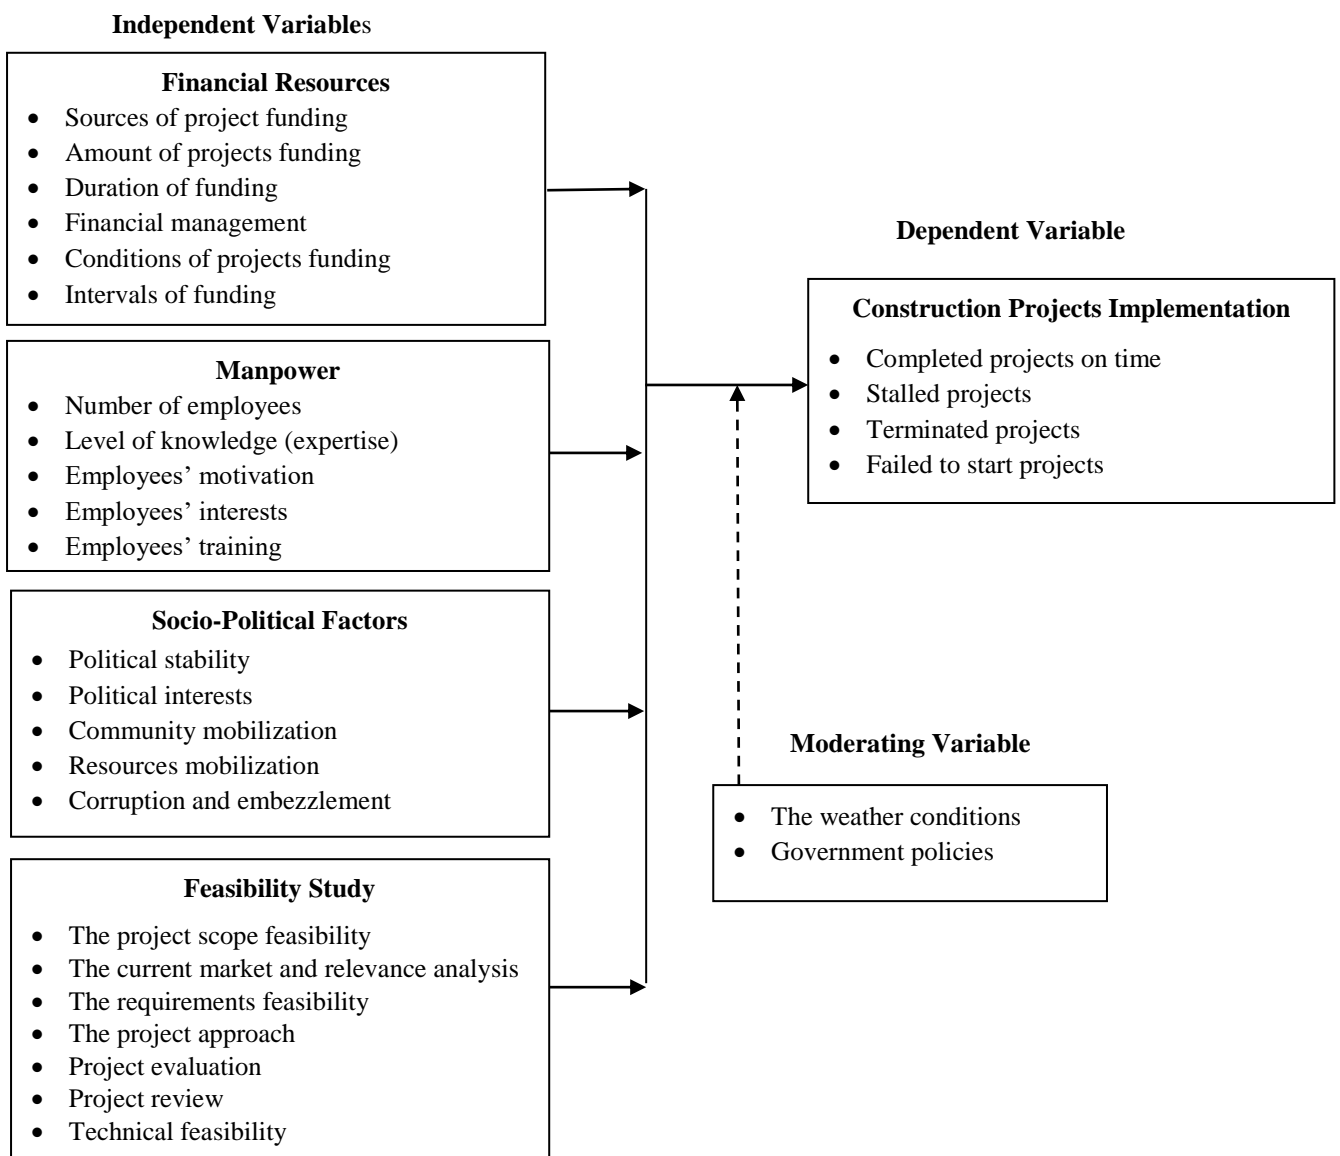 Independent Variables
Financial Resources
• Sources of project funding
• Amount of projects funding
• Duration of funding
• Financial management
• Conditions of projects funding
• Intervals of funding
Manpower
• Number of employees
• Level of knowledge (expertise)
• Employees’ motivation
• Employees’ interests
• Employees’ training
Socio-Political Factors
• Political stability
• Political interests
• Community mobilization
• Resources mobilization
• Corruption and embezzlement
Feasibility Study
• The project scope feasibility
• The current market and relevance analysis
• The requirements feasibility
• The project approach
• Project evaluation
• Project review
• Technical feasibility
Dependent Variable
Construction Projects Implementation
• Completed projects on time
• Stalled projects
• Terminated projects
• Failed to start projects
Moderating Variable
• The weather conditions
• Government policies